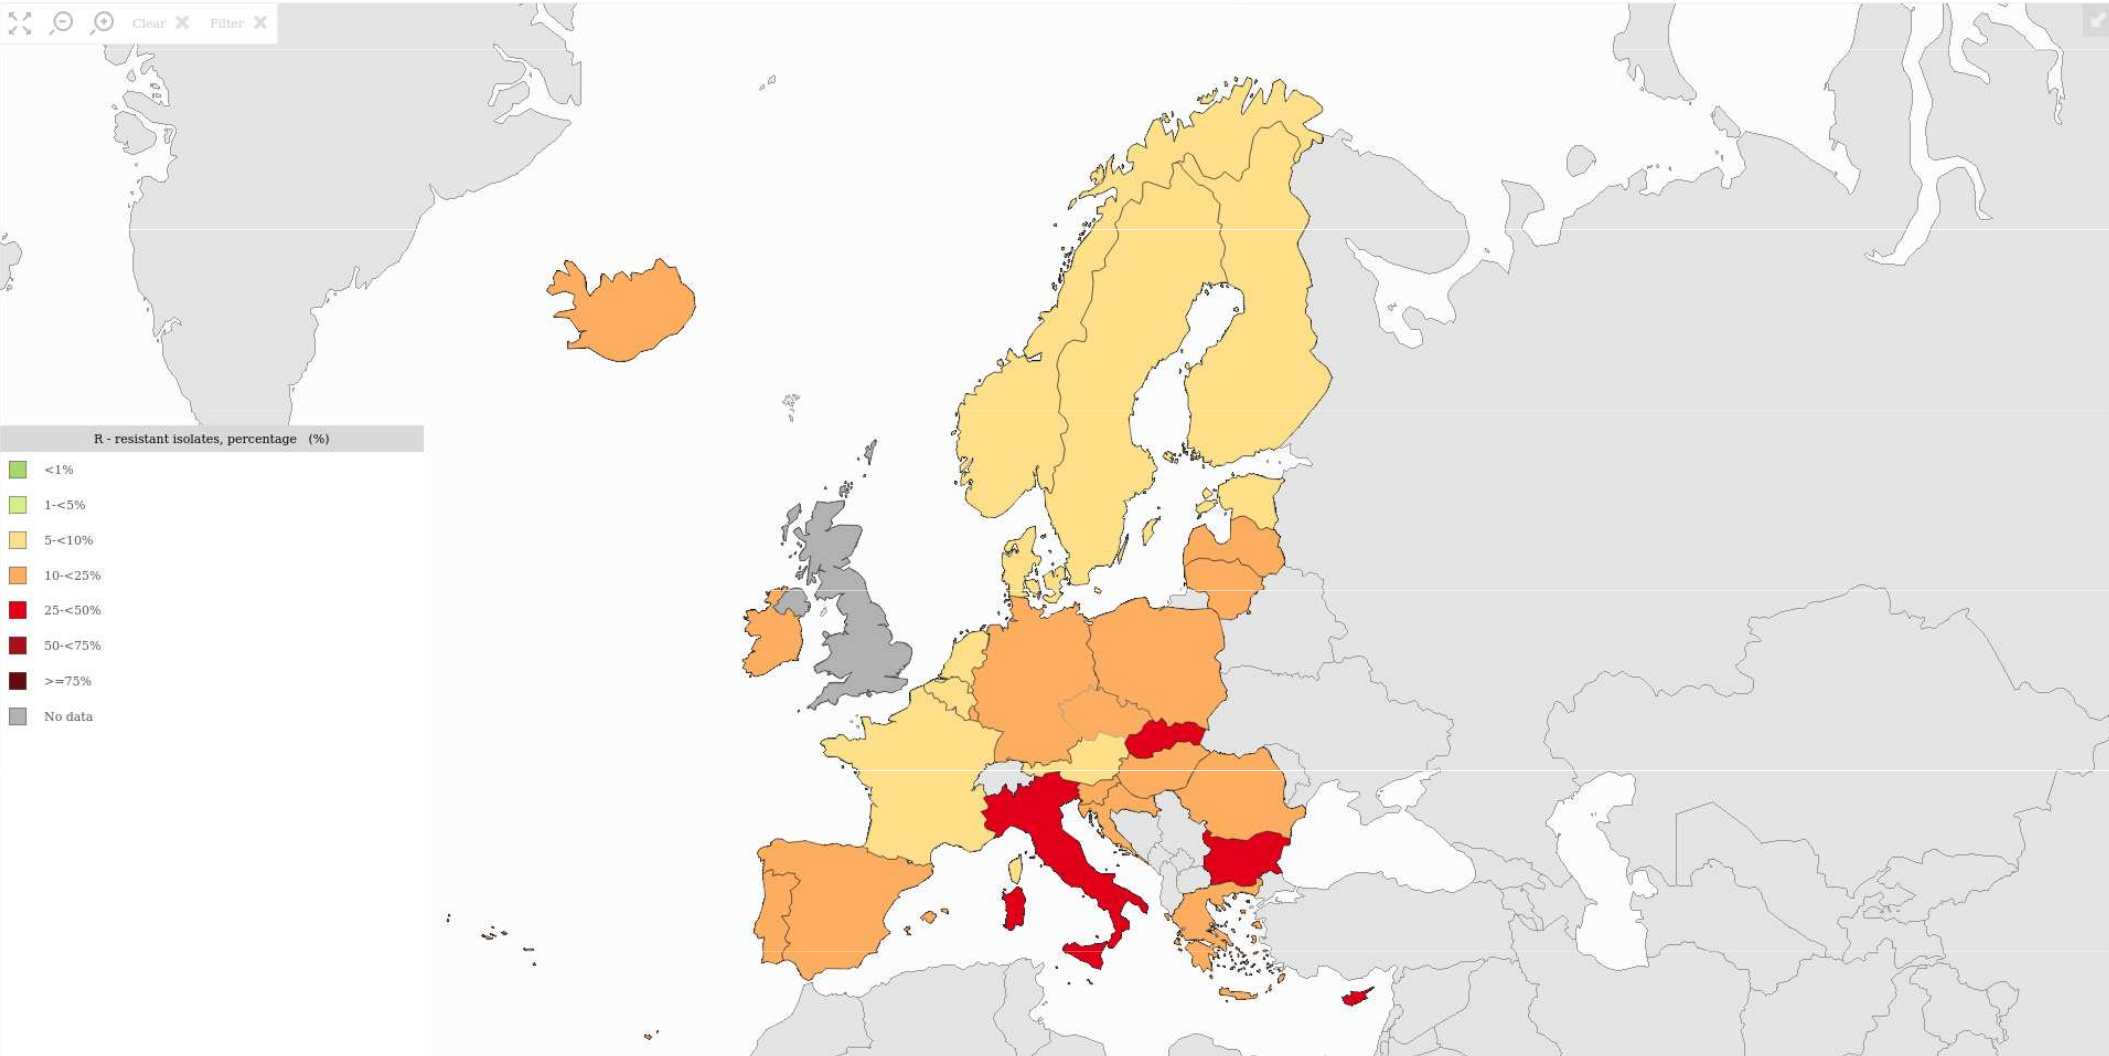 Clear Filter
R - resistant isolates, percentage (%)
<1%
1-<5%
5-<10%
10-<25%
25-<50%
50-<75%
>=75%
No data